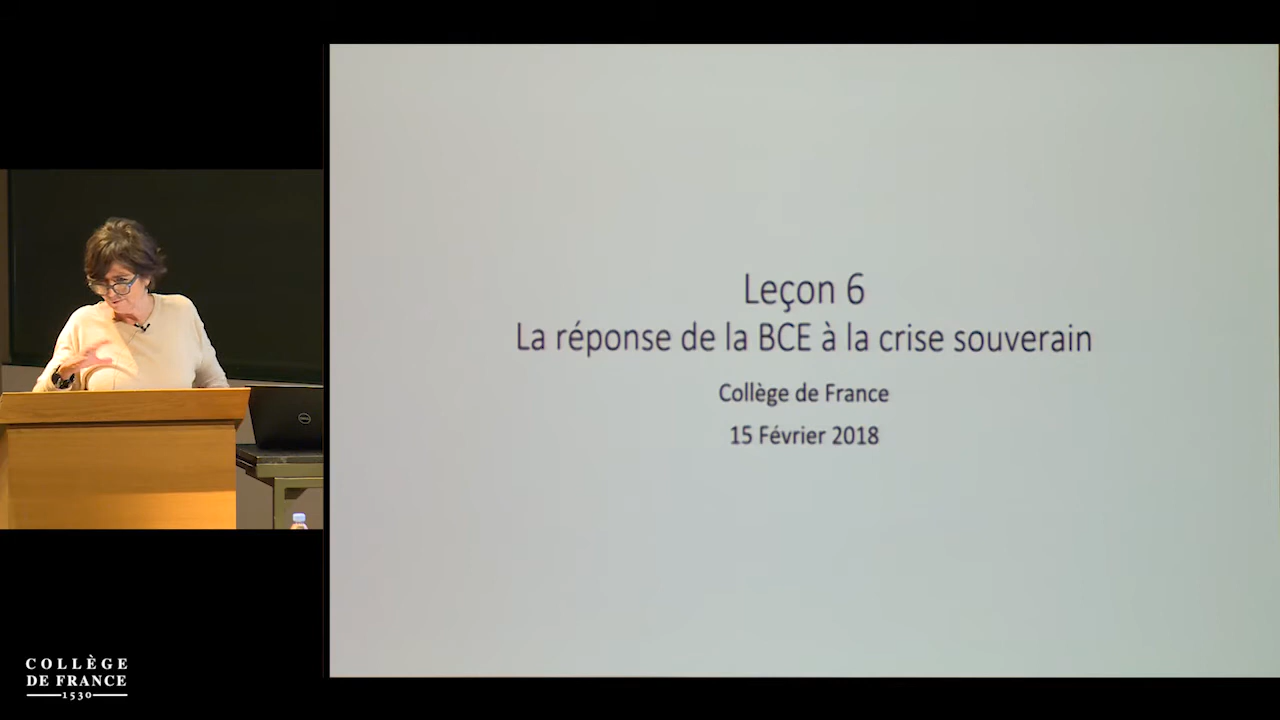 Leçon 6
La réponse de la BCE à la crise souverain
Collège de France
15 Février 2018
COLLÈGE
DE FRANCE
1530
DELL